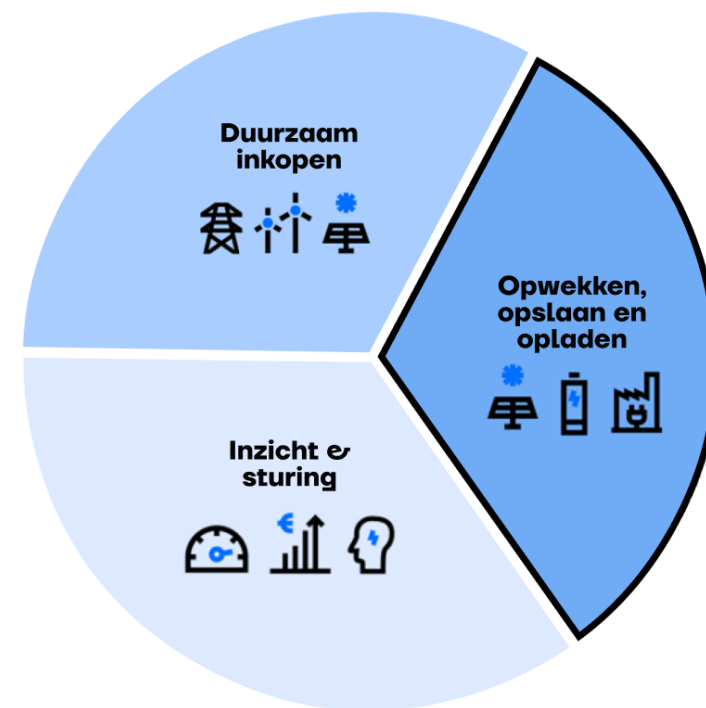 Duurzaam
inkopen
Opwekken,
opslaan en
opladen
Inzicht &
sturing